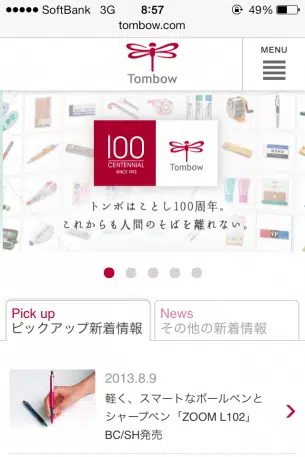 SoftBank 3G 8:57 49%
tombow.com
Tombow
MENU
100
CENTENNIAL
SINCE 1913
Tombow
トンボはことし100周年。
これからも人間のそばを離れない。
Pick up
ピックアップ新着情報
News
その他の新着情報
2013.8.9
軽く、スマートなボールペンと
シャープペン「ZOOM L102」
BC/SH発売